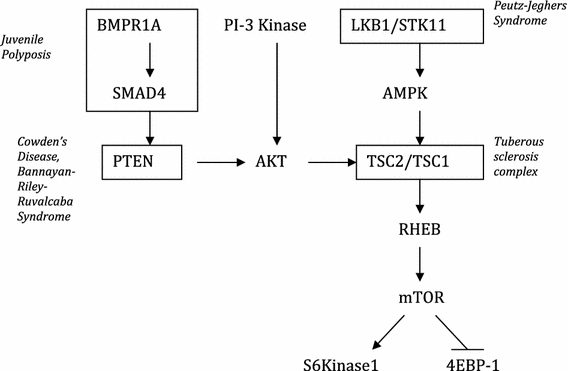 Juvenile
Polyposis
BMPR1A
SMAD4
PI-3 Kinase
LKB1/STK11
Peutz-Jeghers
Syndrome
AMPK
Cowden's
Disease,
Bannayan-
Riley-
Ruvalcaba
Syndrome
PTEN
AKT
TSC2/TSC1
Tuberous
sclerosis
complex
RHEB
mTOR
S6Kinase1
4EBP-1